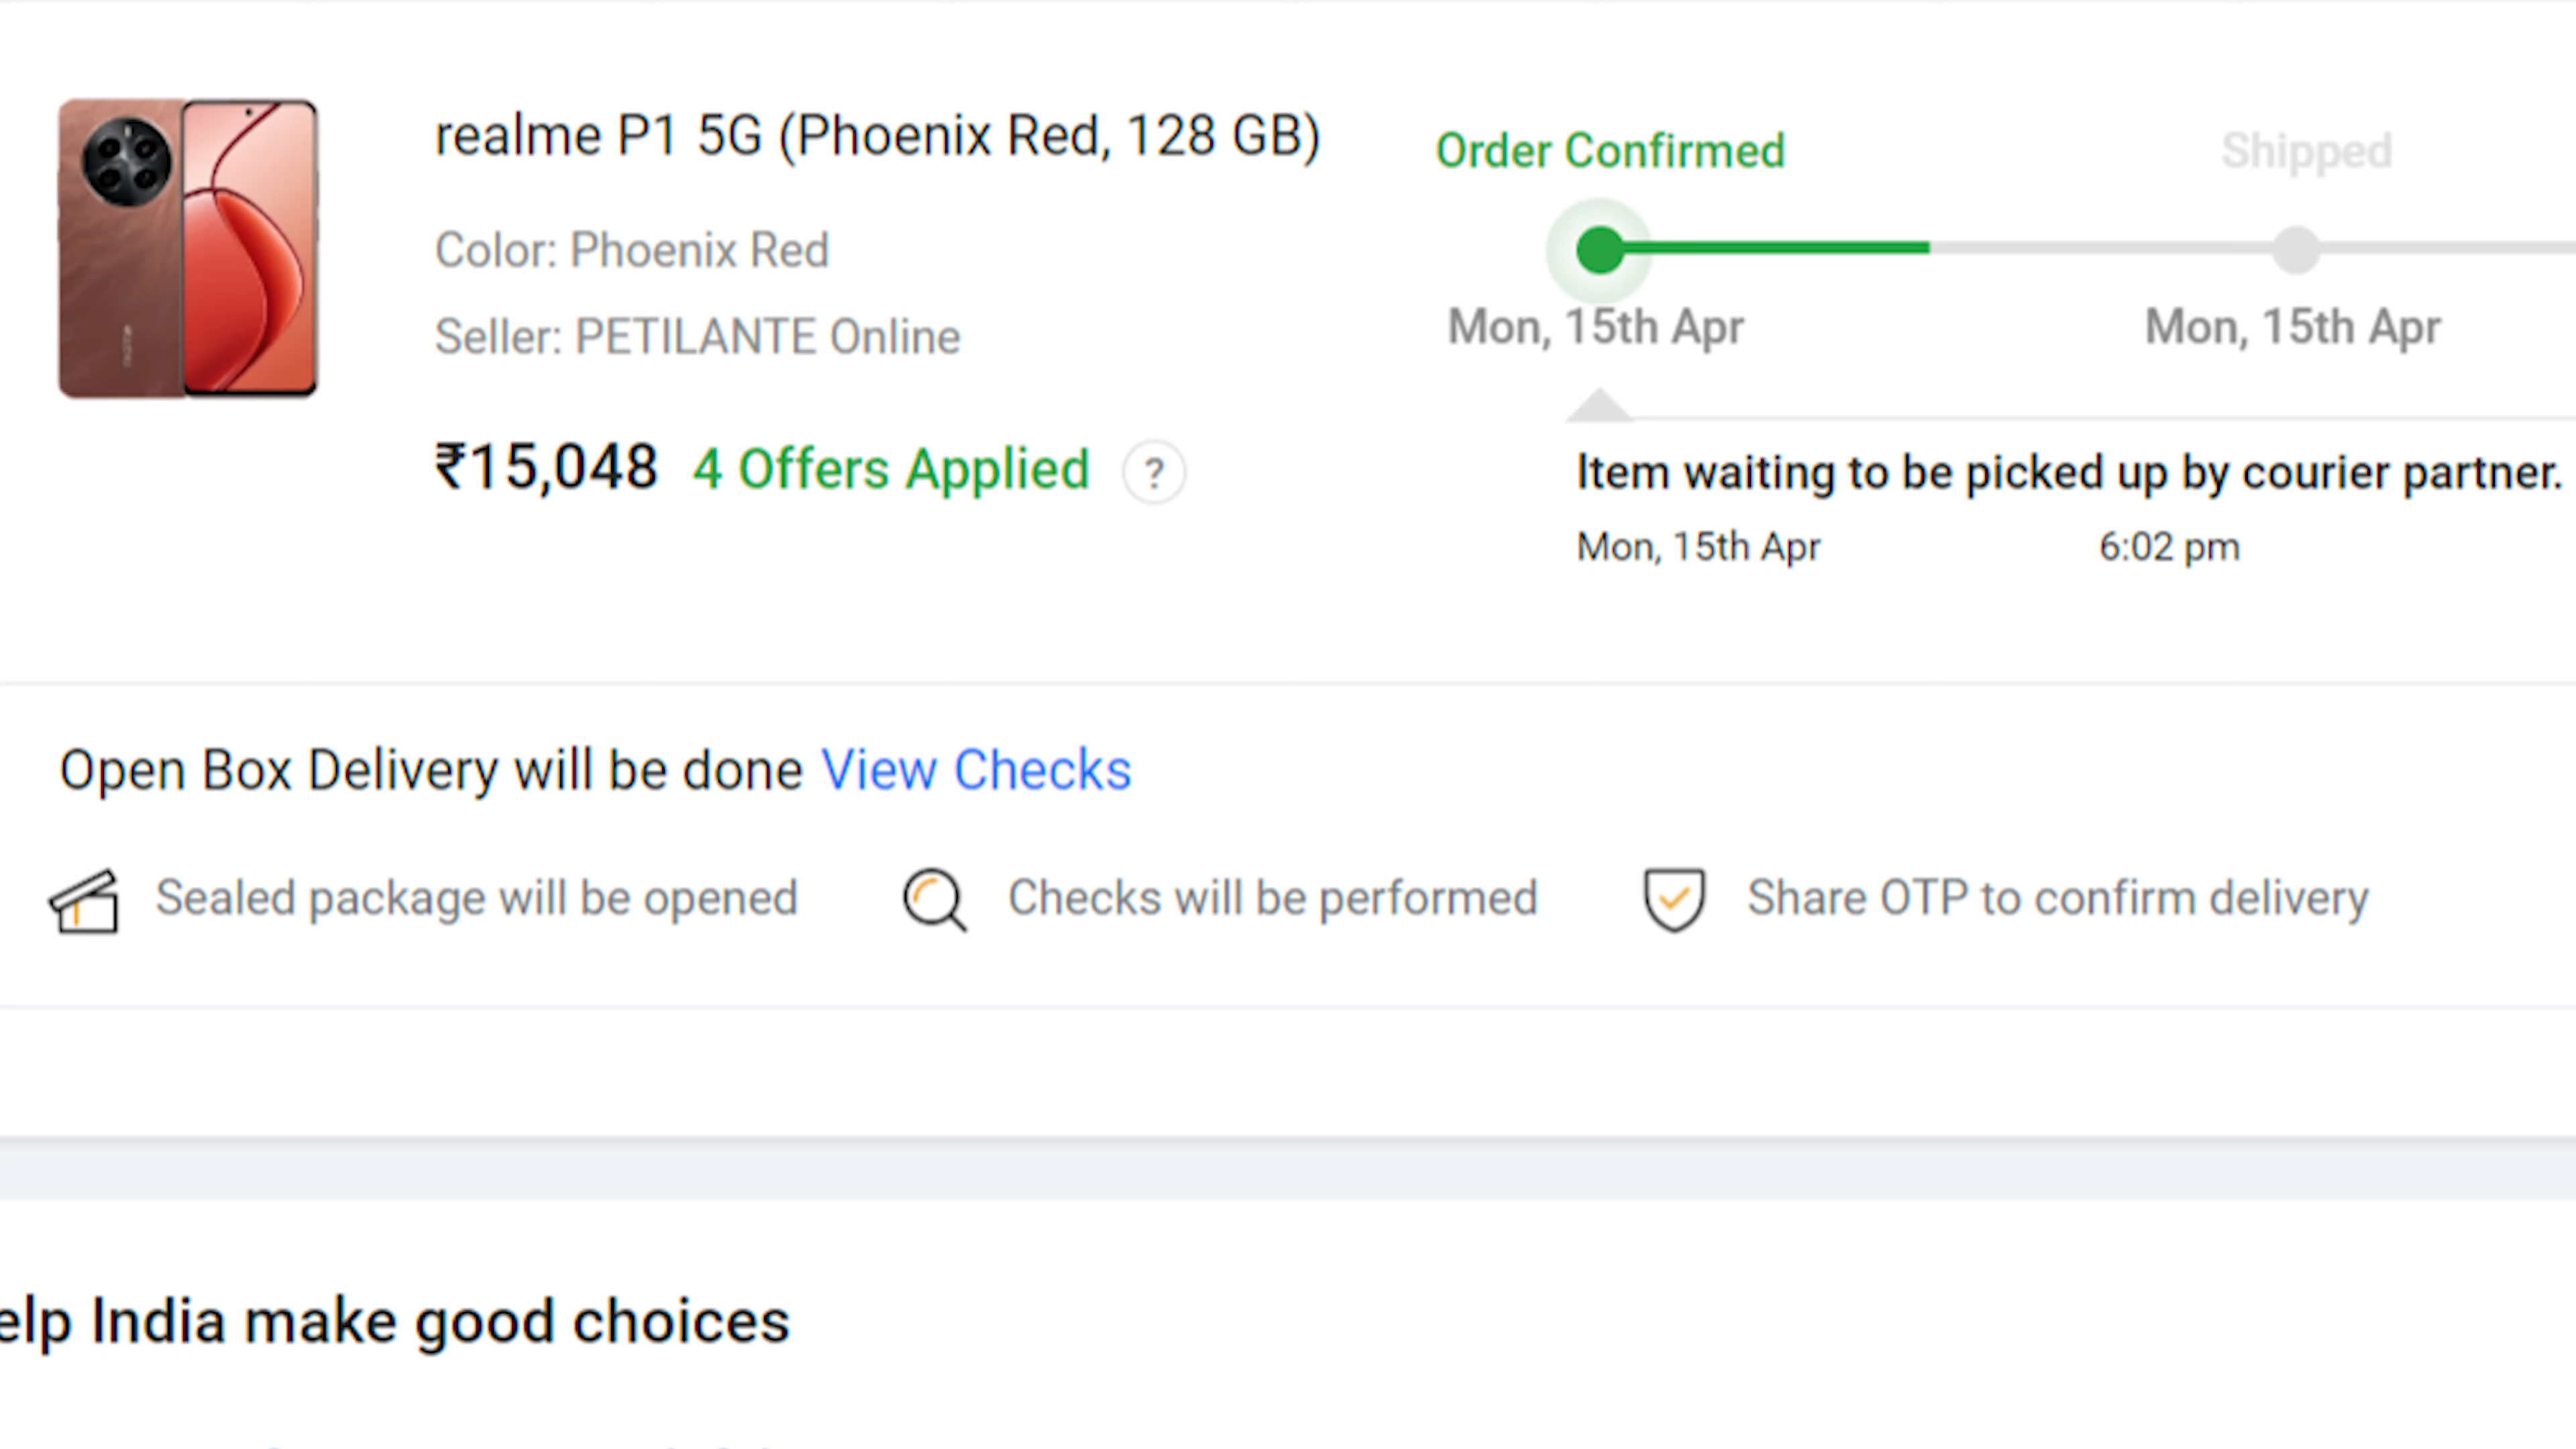 realme P1 5G (Phoenix Red, 128 GB)
Color: Phoenix Red
Seller: PETILANTE Online
₹15,048 4 Offers Applied ?
Order Confirmed
Shipped
Mon, 15th Apr
Mon, 15th Apr
Item waiting to be picked up by courier partner.
Mon, 15th Apr 6:02 pm
Open Box Delivery will be done View Checks
Sealed package will be opened
Checks will be performed
Share OTP to confirm delivery
elp India make good choices